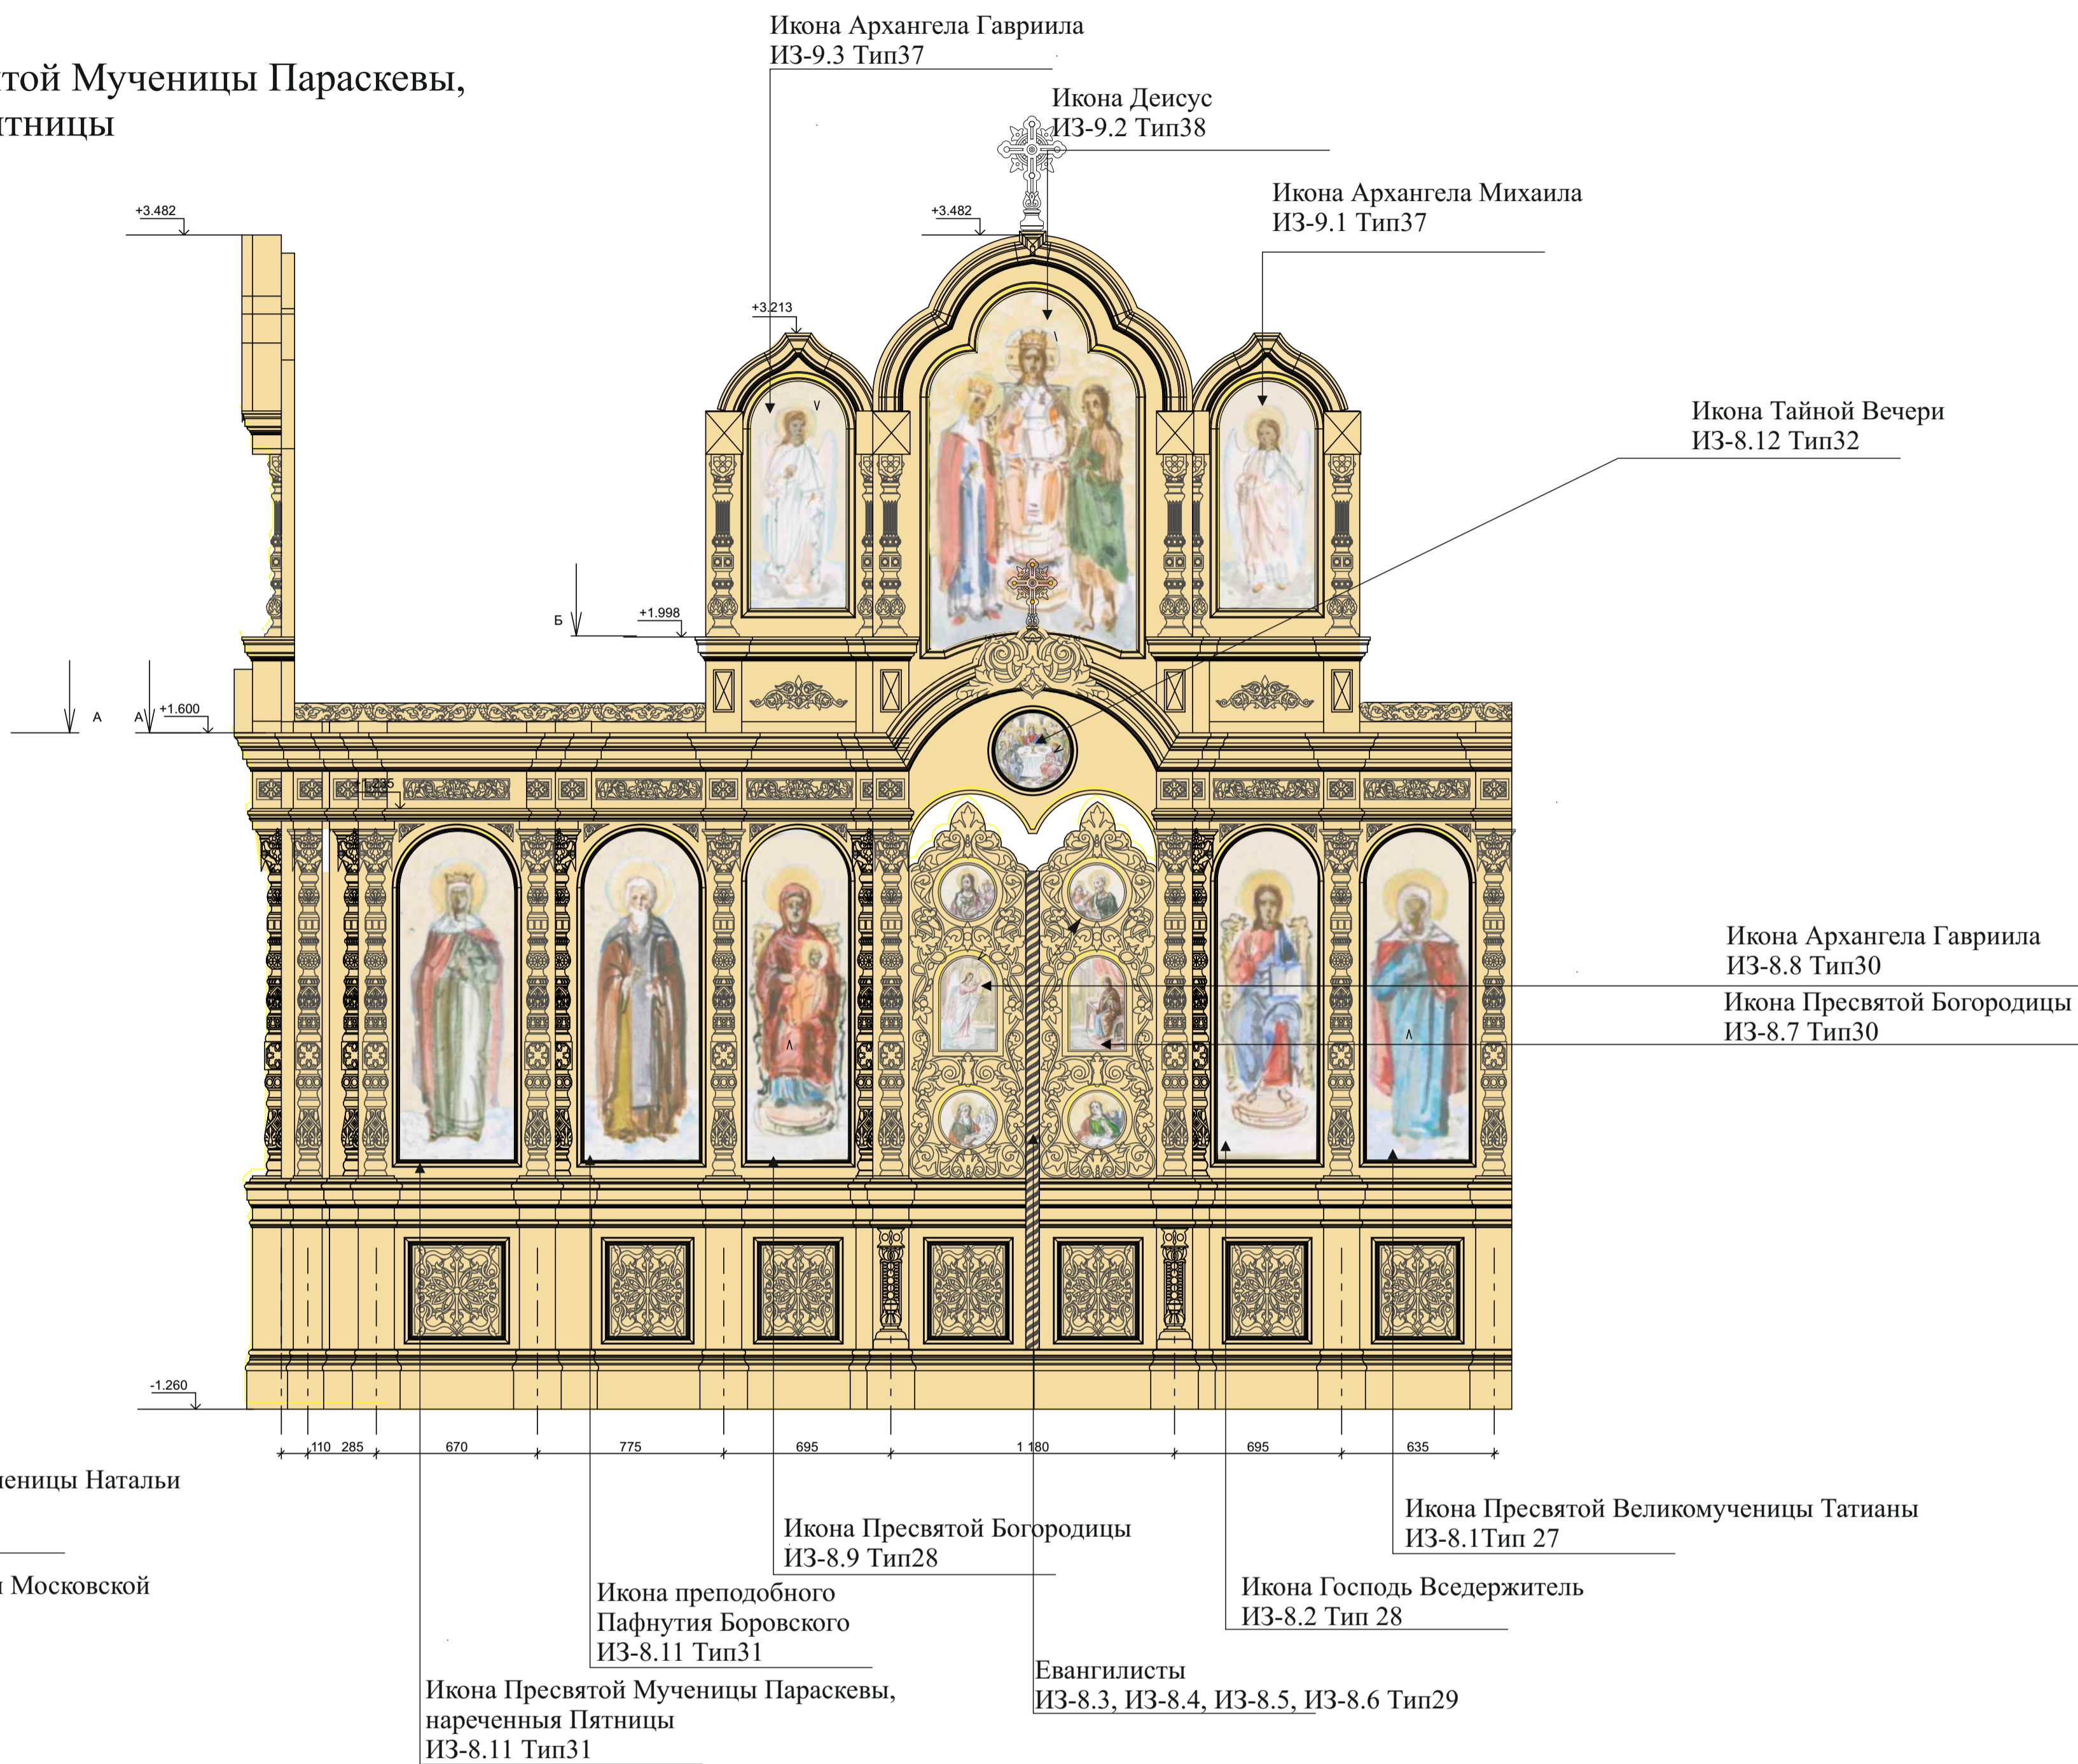 Икона Архангела Гавриила
ИЗ-9.3 Тип37
той Мученицы Параскевы,
Икона Деисус
ИЗ-9.2 Тип38
Икона Архангела Михаила
ИЗ-9.1 Тип37
+3.482
+3.482
+3.213
Икона Тайной Вечери
ИЗ-8.12 Тип32
Б
+1.998
А
А
+1.600
Икона Архангела Гавриила
ИЗ-8.8 Тип30
Икона Пресвятой Богородицы
ИЗ-8.7 Тип30
-1.260
110 285 670 775 695 1 180 695 635
Натальи
Московской
Икона Пресвятой Богородицы
ИЗ-8.9 Тип28
Икона Пресвятой Великомученицы Татианы
ИЗ-8.1Тип 27
Икона преподобного
Пафнутия Боровского
ИЗ-8.11 Тип31
Икона Господь Вседержитель
ИЗ-8.2 Тип 28
Икона Пресвятой Мученицы Параскевы,
нареченныя Пятницы
ИЗ-8.11 Тип31
Евангилисты
ИЗ-8.3, ИЗ-8.4, ИЗ-8.5, ИЗ-8.6 Тип29